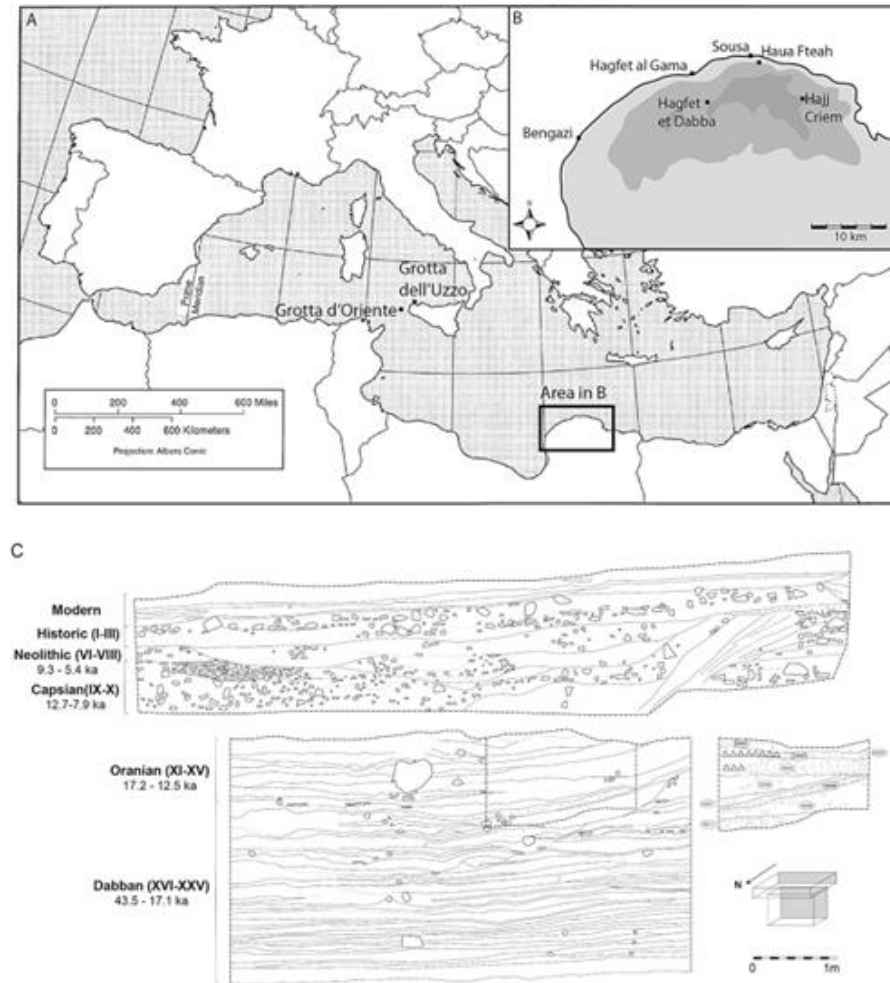 A
B
Sousa
Haua Fteah
Hagfet al Gama
Hagfet
et Dabba
Hajj
Criem
Bengazi
N
10 km
Prime
Meridian
Grotta
dell'Uzzo
Grotta d'Oriente
Area in B
0 200 400 600 Miles
0 200 400 600 Kilometers
Projection: Albers Conic
C
Modern
Historic (I-III)
Neolithic (VI-VIII)
9.3 - 5.4 ka
Capsian(IX-X)
12.7-7.9 ka
Oranian (XI-XV)
17.2 - 12.5 ka
Dabban (XVI-XXV)
43.5 - 17.1 ka
N
0 1m